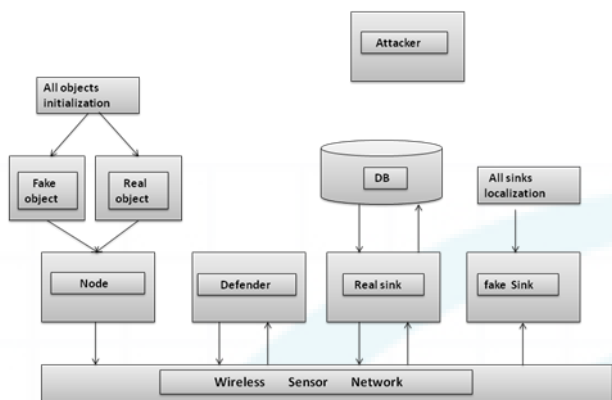 Attacker
All objects
initialization
Fake
object
Real
object
DB
All sinks
localization
Node
Defender
Real sink
fake Sink
Wireless Sensor Network